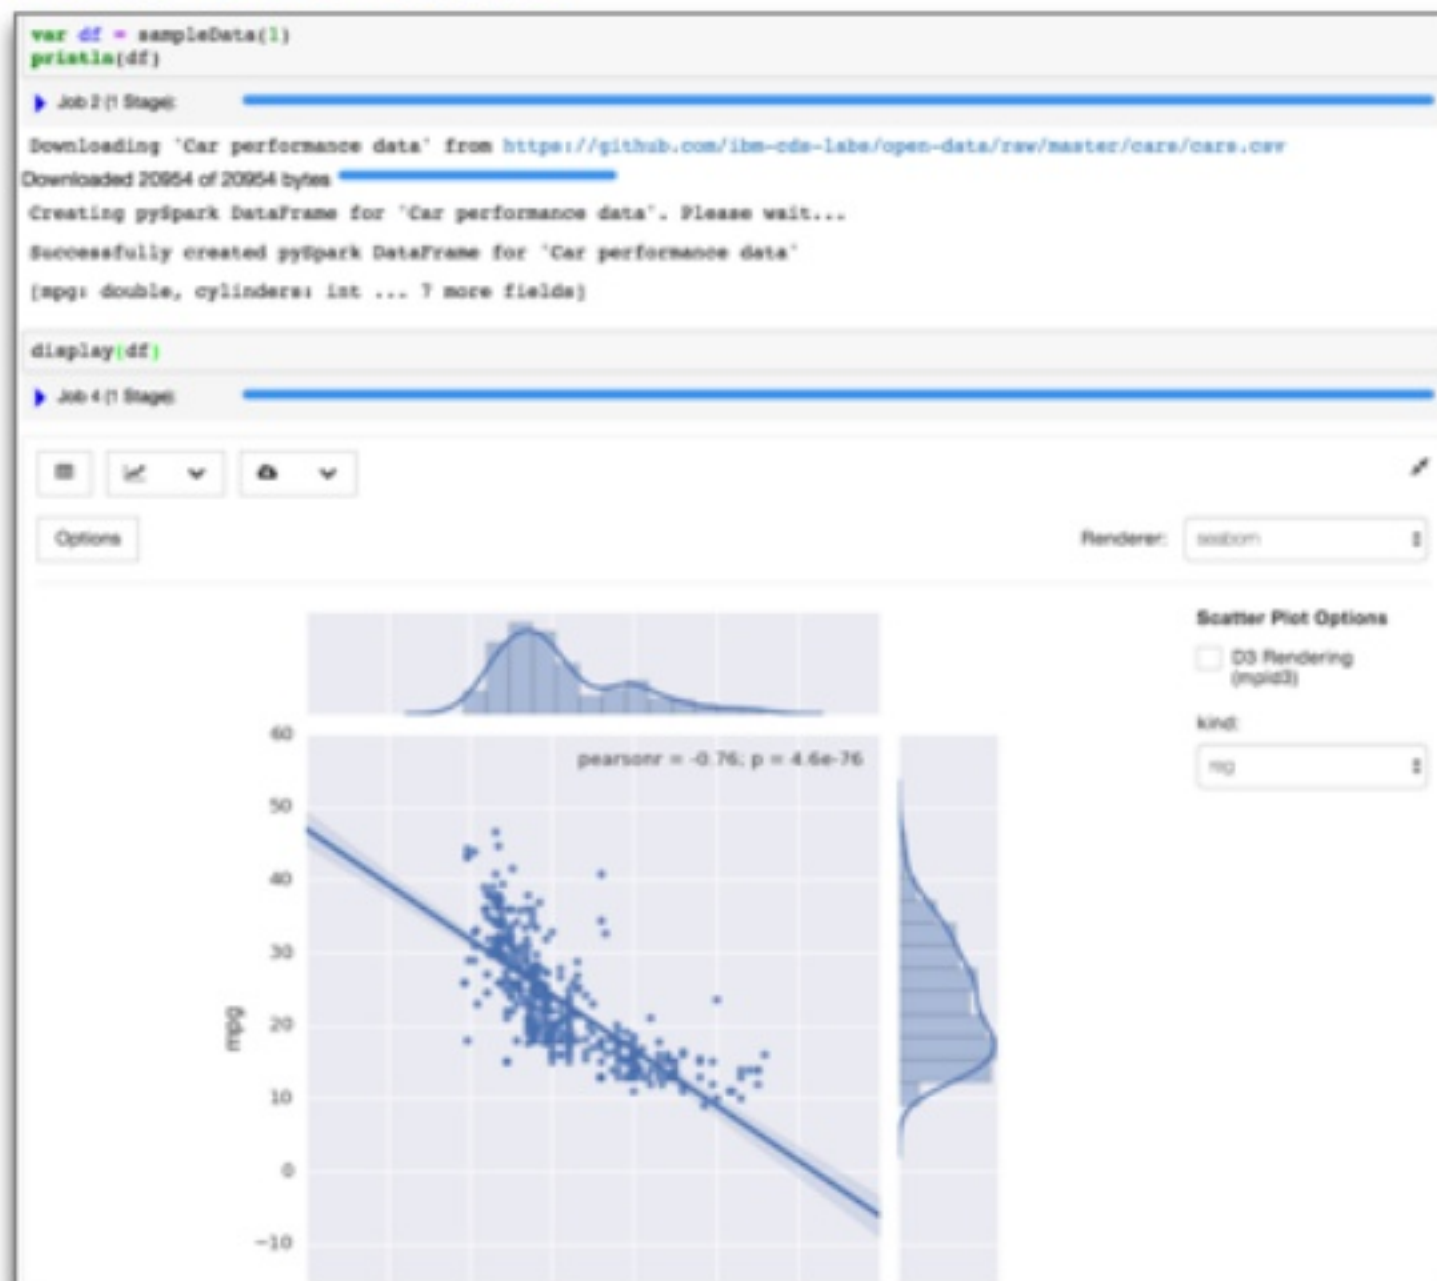 var df = sampleData(1)
println(df)
Job 2 (1 Stage):
Downloading 'Car performance data' from https://github.com/ibm-cds-labs/open-data/raw/master/cars/cars.csv
Downloaded 20954 of 20954 bytes
Creating pySpark DataFrame for 'Car performance data'. Please wait...
Successfully created pySpark DataFrame for 'Car performance data'
[mpg: double, cylinders: int ... 7 more fields]
display(df)
Job 4 (1 Stage):
Options
Renderer:
seaborn
Scatter Plot Options
D3 Rendering
(mpld3)
kind:
reg
pearsonr = -0.76; p = 4.6e-76
60
50
40
30
20
10
0
−10
mpg